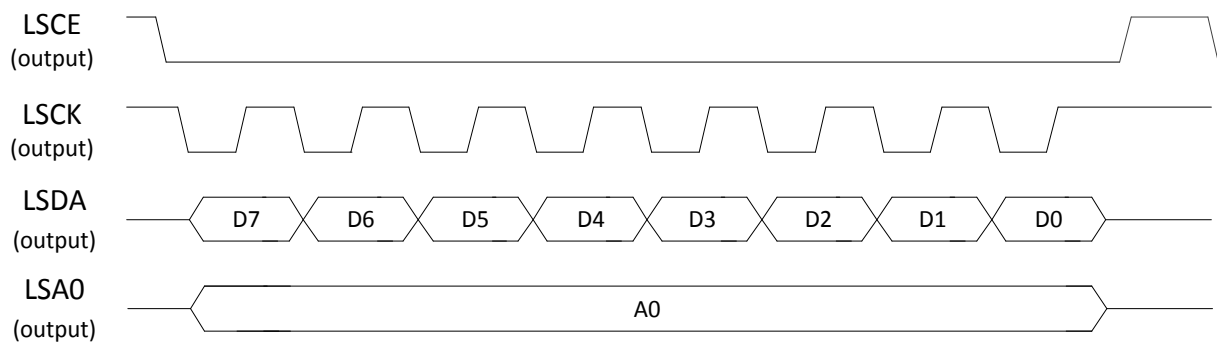 LSCE
(output)
LSCK
(output)
LSDA
(output)
D7 D6 D5 D4 D3 D2 D1 D0
LSA0
(output)
A0